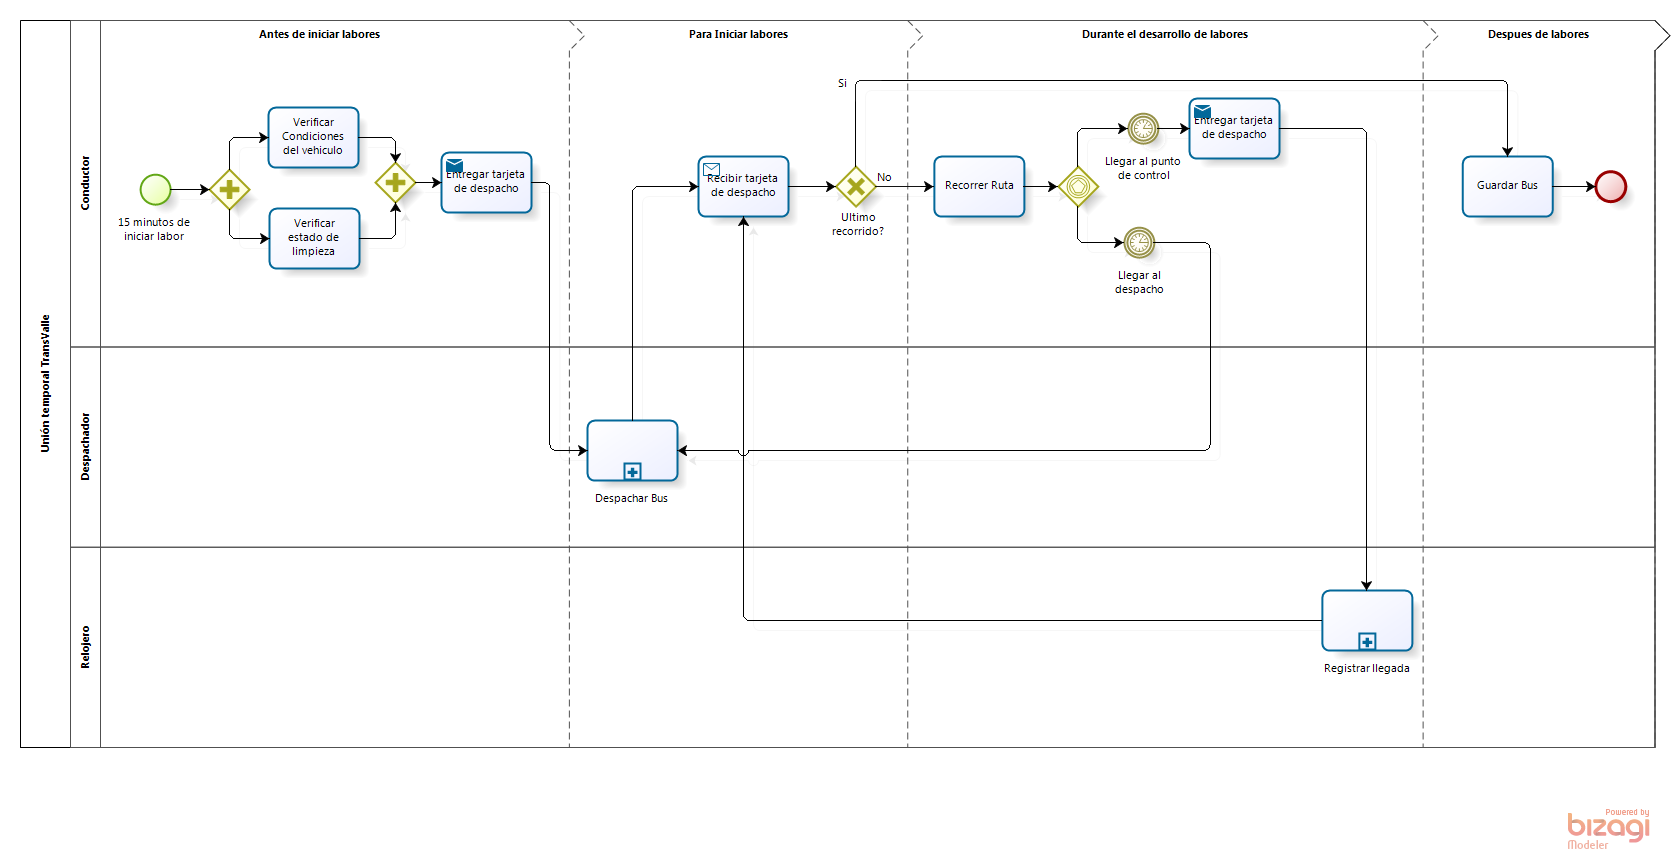 Antes de iniciar labores
Para Iniciar labores
Durante el desarrollo de labores
Despues de labores
Unión temporal TransValle
Conductor
15 minutos de
iniciar labor
Verificar
Condiciones
del vehiculo
Verificar
estado de
limpieza
Entregar tarjeta
de despacho
Recibir tarjeta
de despacho
Si
No
Ultimo
recorrido?
Recorrer Ruta
Llegar al punto
de control
Entregar tarjeta
de despacho
Llegar al
despacho
Guardar Bus
Despachador
Despachar Bus
Relojero
Registrar llegada
Powered by
bizagi
Modeler